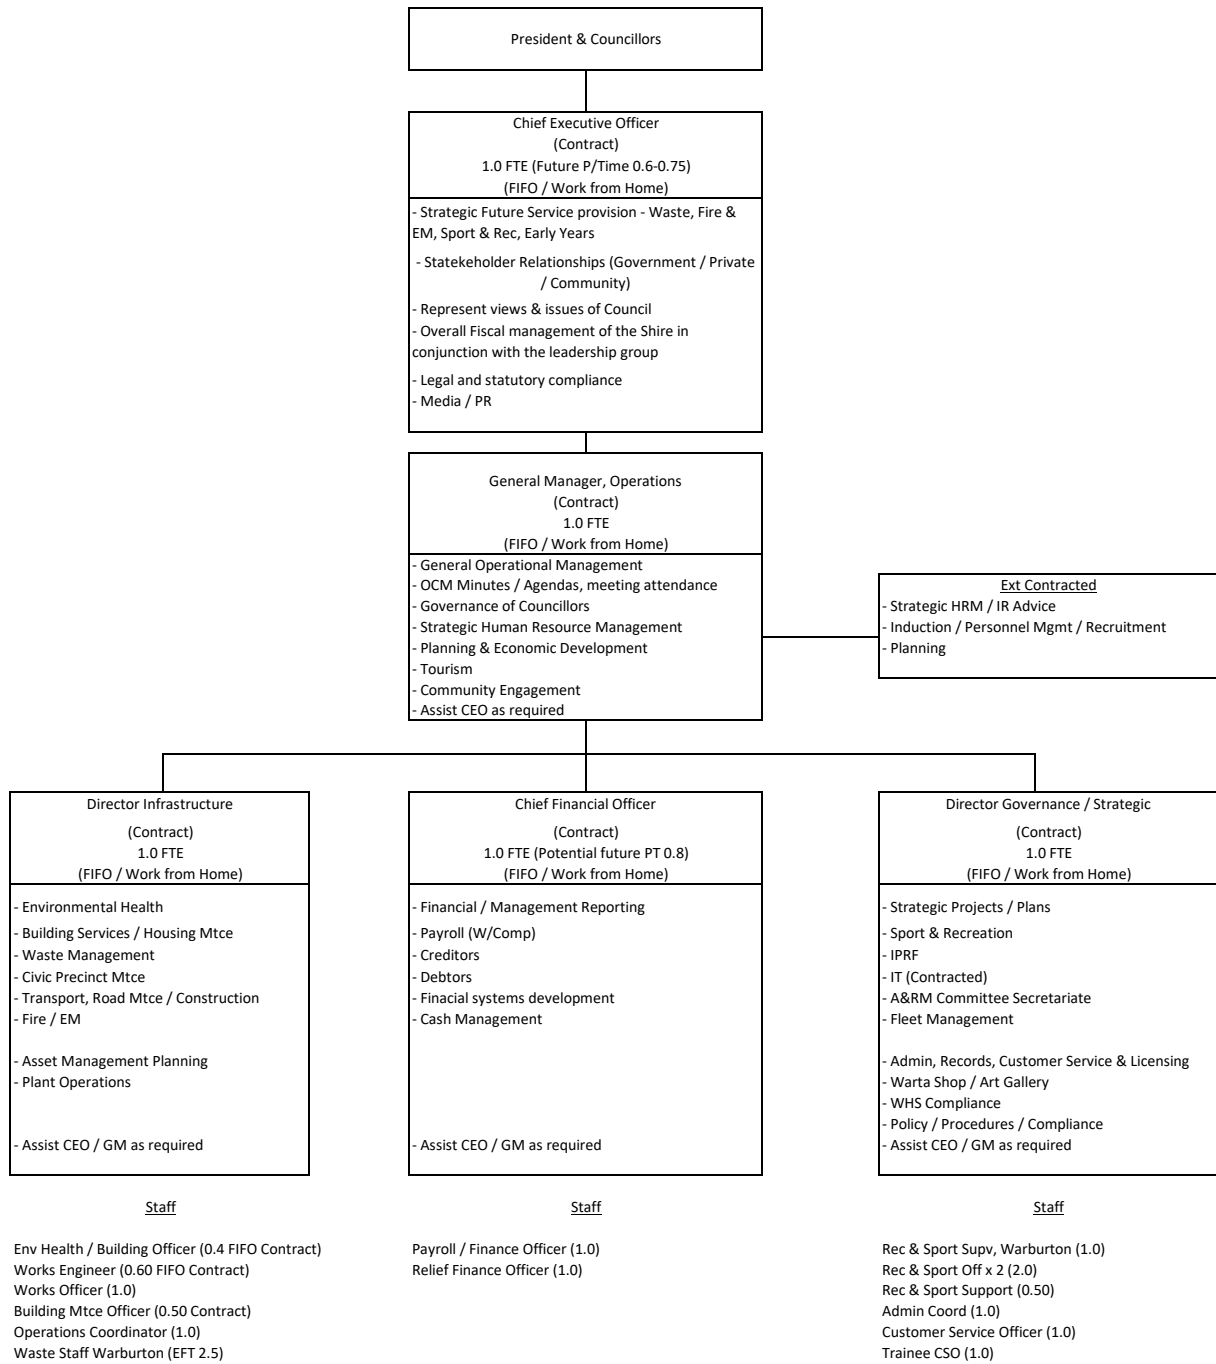 President & Councillors
Chief Executive Officer
(Contract)
1.0 FTE (Future P/Time 0.6-0.75)
(FIFO / Work from Home)
- Strategic Future Service provision - Waste, Fire &
EM, Sport & Rec, Early Years
- Statekeholder Relationships (Government / Private
/ Community)
- Represent views & issues of Council
- Overall Fiscal management of the Shire in
conjunction with the leadership group
- Legal and statutory compliance
- Media / PR
General Manager, Operations
(Contract)
1.0 FTE
(FIFO / Work from Home)
- General Operational Management
- OCM Minutes / Agendas, meeting attendance
- Governance of Councillors
- Strategic Human Resource Management
- Planning & Economic Development
- Tourism
- Community Engagement
- Assist CEO as required
Ext Contracted
- Strategic HRM / IR Advice
- Induction / Personnel Mgmt / Recruitment
- Planning
Director Infrastructure
(Contract)
1.0 FTE
(FIFO / Work from Home)
- Environmental Health
- Building Services / Housing Mtce
- Waste Management
- Civic Precinct Mtce
- Transport, Road Mtce / Construction
- Fire / EM
- Asset Management Planning
- Plant Operations
- Assist CEO / GM as required
Staff
Env Health / Building Officer (0.4 FIFO Contract)
Works Engineer (0.60 FIFO Contract)
Works Officer (1.0)
Building Mtce Officer (0.50 Contract)
Operations Coordinator (1.0)
Waste Staff Warburton (EFT 2.5)
Chief Financial Officer
(Contract)
1.0 FTE (Potential future PT 0.8)
(FIFO / Work from Home)
- Financial / Management Reporting
- Payroll (W/Comp)
- Creditors
- Debtors
- Finacial systems development
- Cash Management
- Assist CEO / GM as required
Staff
Payroll / Finance Officer (1.0)
Relief Finance Officer (1.0)
Director Governance / Strategic
(Contract)
1.0 FTE
(FIFO / Work from Home)
- Strategic Projects / Plans
- Sport & Recreation
- IPRF
- IT (Contracted)
- A&RM Committee Secretariate
- Fleet Management
- Admin, Records, Customer Service & Licensing
- Warta Shop / Art Gallery
- WHS Compliance
- Policy / Procedures / Compliance
- Assist CEO / GM as required
Staff
Rec & Sport Supv, Warburton (1.0)
Rec & Sport Off x 2 (2.0)
Rec & Sport Support (0.50)
Admin Coord (1.0)
Customer Service Officer (1.0)
Trainee CSO (1.0)